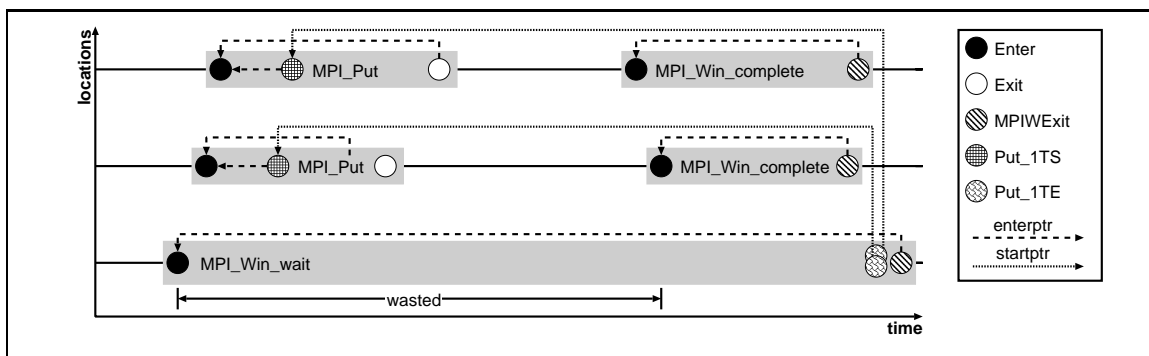 locations
MPI_Put
MPI_Win_complete
MPI_Put
MPI_Win_complete
MPI_Win_wait
wasted
time
Enter
Exit
MPIWExit
Put_1TS
Put_1TE
enterptr
startptr